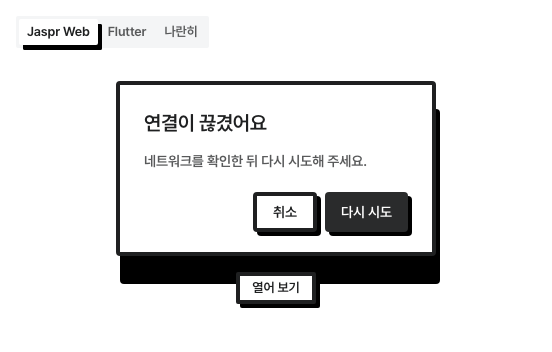 Jaspr Web Flutter 나란히
연결이 끊겼어요
네트워크를 확인한 뒤 다시 시도해 주세요.
취소 다시 시도
열어 보기